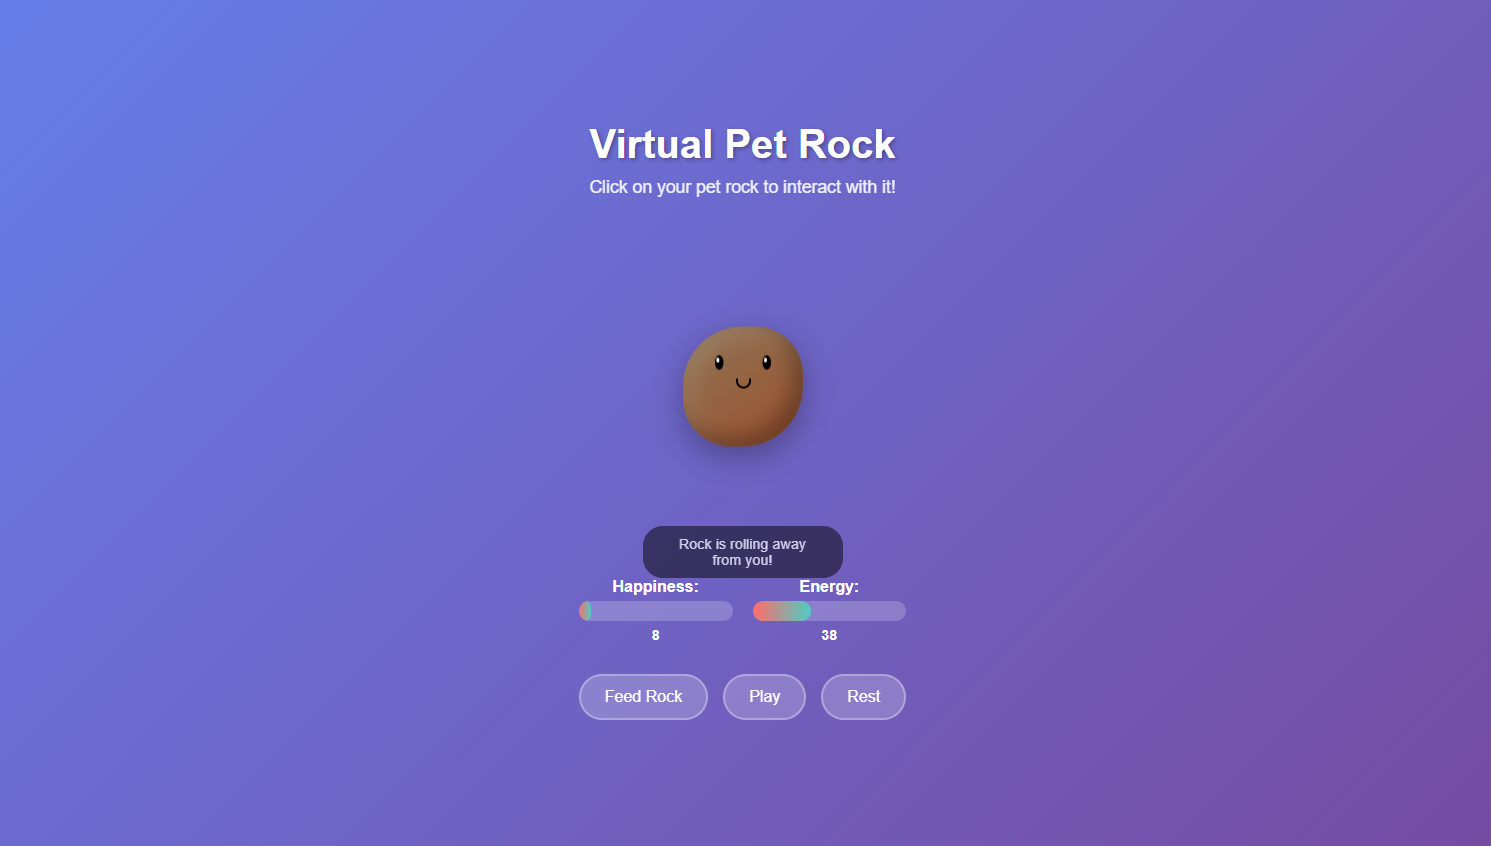 Virtual Pet Rock
Click on your pet rock to interact with it!
Rock is rolling away
from you!
Happiness:
8
Energy:
38
Feed Rock
Play
Rest